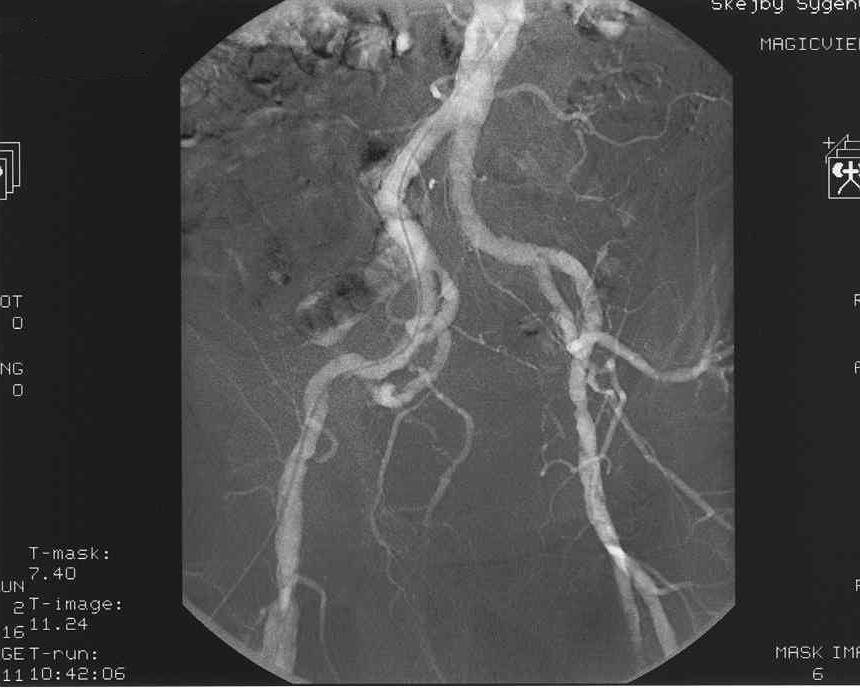 Skejby Sygeh
MAGICVIE
OT
0
NG
0
T-mask:
7.40
UN
2
T-image:
16
11.24
GE
T-run:
11
10:42:06
MASK IMA
6